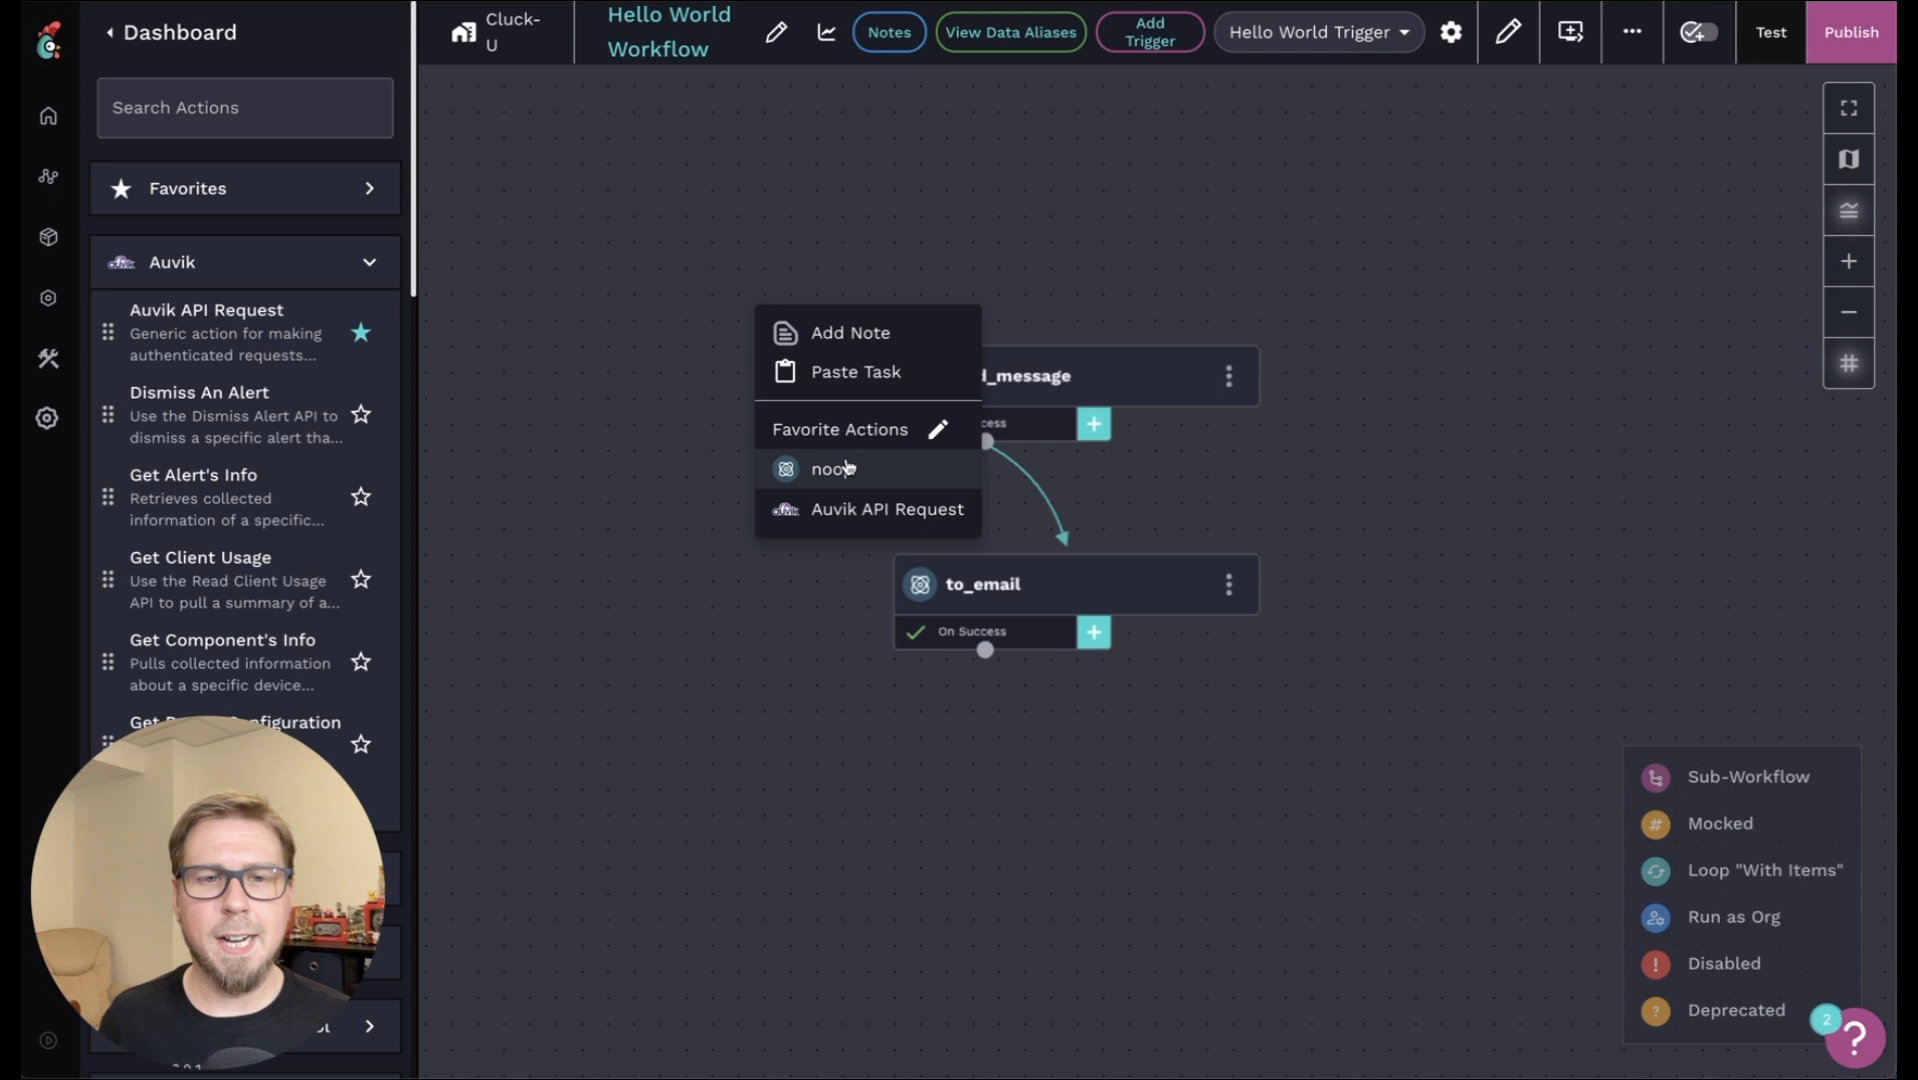 Dashboard
Search Actions
Favorites
Auvik
Auvik API Request
Generic action for making
authenticated requests...
Dismiss An Alert
Use the Dismiss Alert API to
dismiss a specific alert tha...
Get Alert's Info
Retrieves collected
information of a specific...
Get Client Usage
Use the Read Client Usage
API to pull a summary of a...
Get Component's Info
Pulls collected information
about a specific device...
Cluck-
U
Hello World
Workflow
Notes
View Data Aliases
Add
Trigger
Hello World Trigger
Test
Publish
Add Note
Paste Task
Favorite Actions
Auvik API Request
to_email
On Success
Sub-Workflow
Mocked
Loop "With Items"
Run as Org
Disabled
Deprecated
2
?